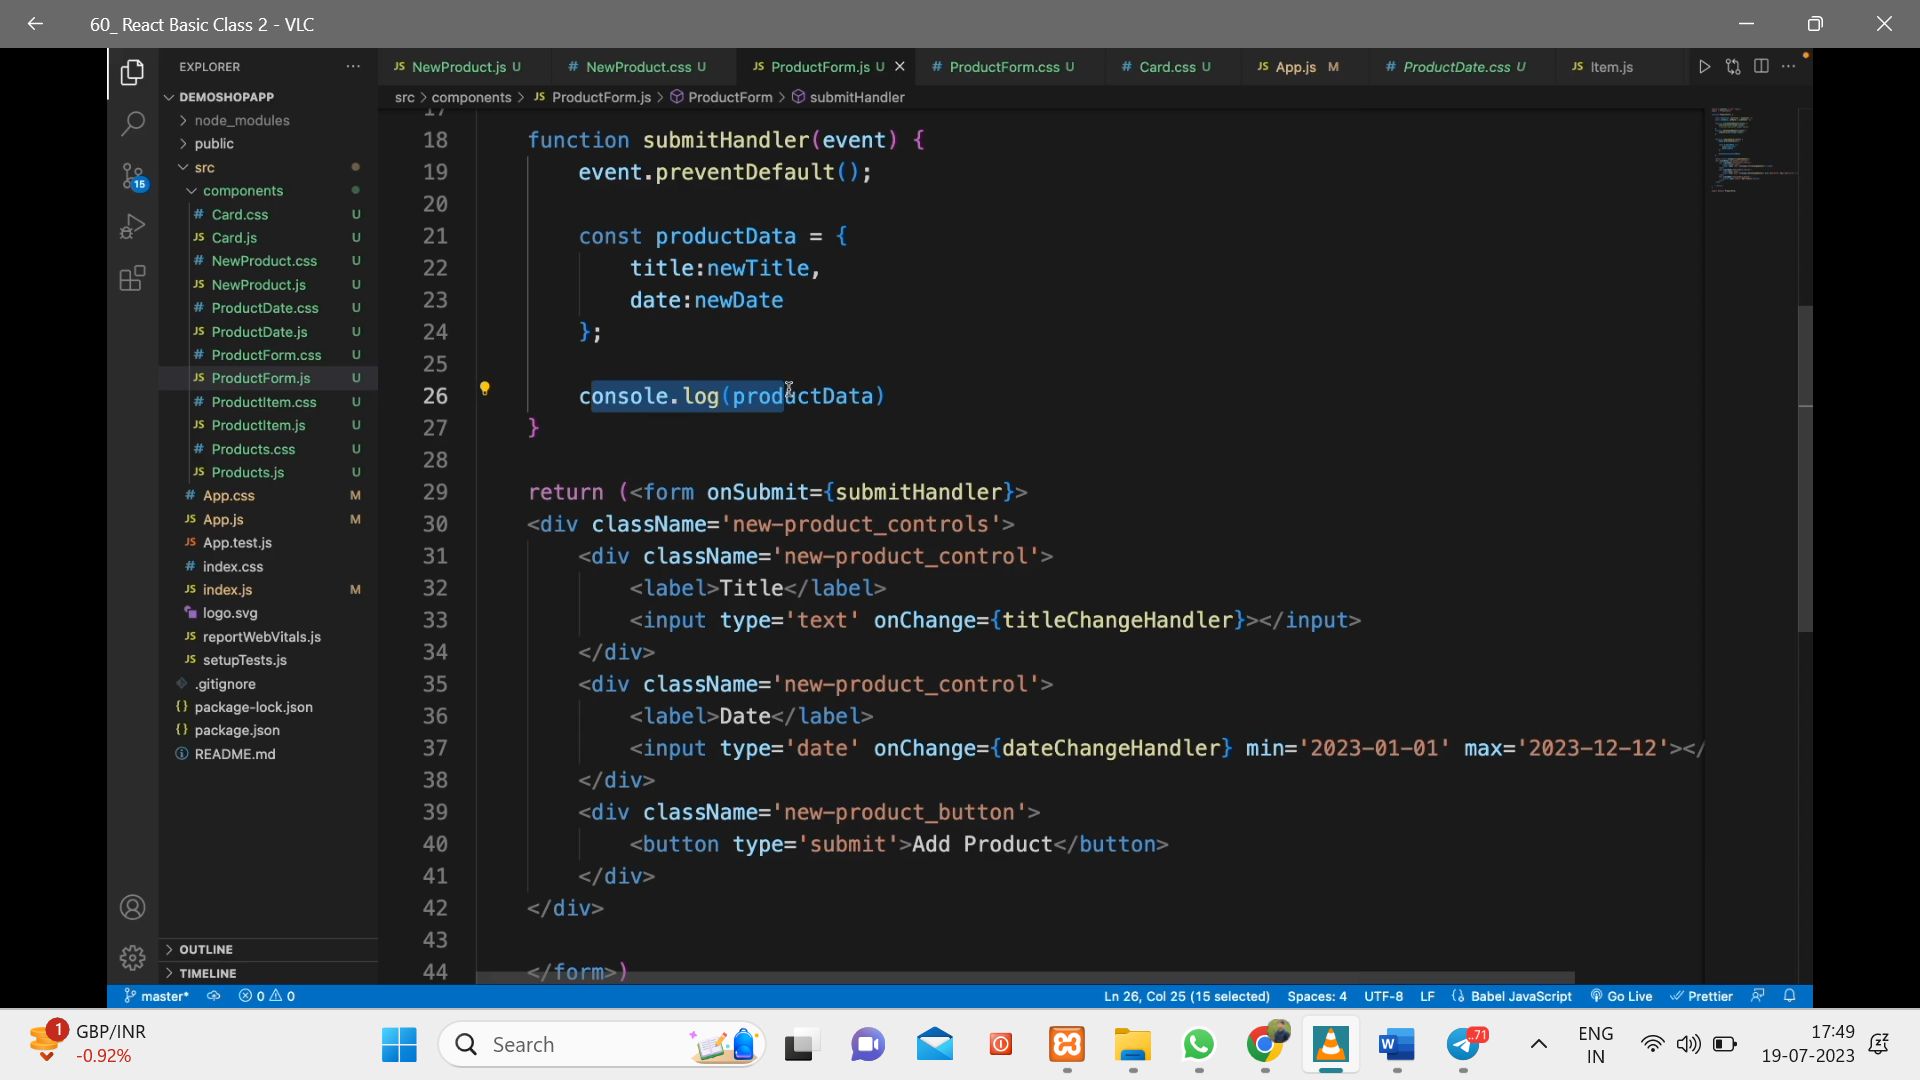 60_ React Basic Class 2 - VLC
EXPLORER
NewProduct.js U
# NewProduct.css U
JS ProductForm.js U
# ProductForm.css U
# Card.css U
JS App.js M
# ProductDate.css U
JS Item.js
DEMOSHOPAPP
src > components > JS ProductForm.js > ProductForm > submitHandler
node_modules
public
src
components
# Card.css U
JS Card.js U
# NewProduct.css U
JS NewProduct.js U
# ProductDate.css U
JS ProductDate.js U
# ProductForm.css U
JS ProductForm.js U
# ProductItem.css U
JS ProductItem.js U
# Products.css U
JS Products.js U
# App.css M
JS App.js M
JS App.test.js
# index.css
JS index.js M
logo.svg
JS reportWebVitals.js
JS setupTests.js
.gitignore
{} package-lock.json
{} package.json
README.md
OUTLINE
TIMELINE
15
17
18 function submitHandler(event) {
19 event.preventDefault();
20
21 const productData = {
22 title:newTitle,
23 date:newDate
24 };
25
26 console.log(productData)
27 }
28
29 return (<form onSubmit={submitHandler}>
30 <div className='new-product_controls'>
31 <div className='new-product_control'>
32 <label>Title</label>
33 <input type='text' onChange={titleChangeHandler}></input>
34 </div>
35 <div className='new-product_control'>
36 <label>Date</label>
37 <input type='date' onChange={dateChangeHandler} min='2023-01-01' max='2023-12-12'></
38 </div>
39 <div className='new-product_button'>
40 <button type='submit'>Add Product</button>
41 </div>
42 </div>
43
44 </form>)
master* 0 0
Ln 26, Col 25 (15 selected) Spaces: 4 UTF-8 LF {} Babel JavaScript Go Live Prettier
1 GBP/INR
-0.92%
Search
71
ENG
IN
17:49
19-07-2023